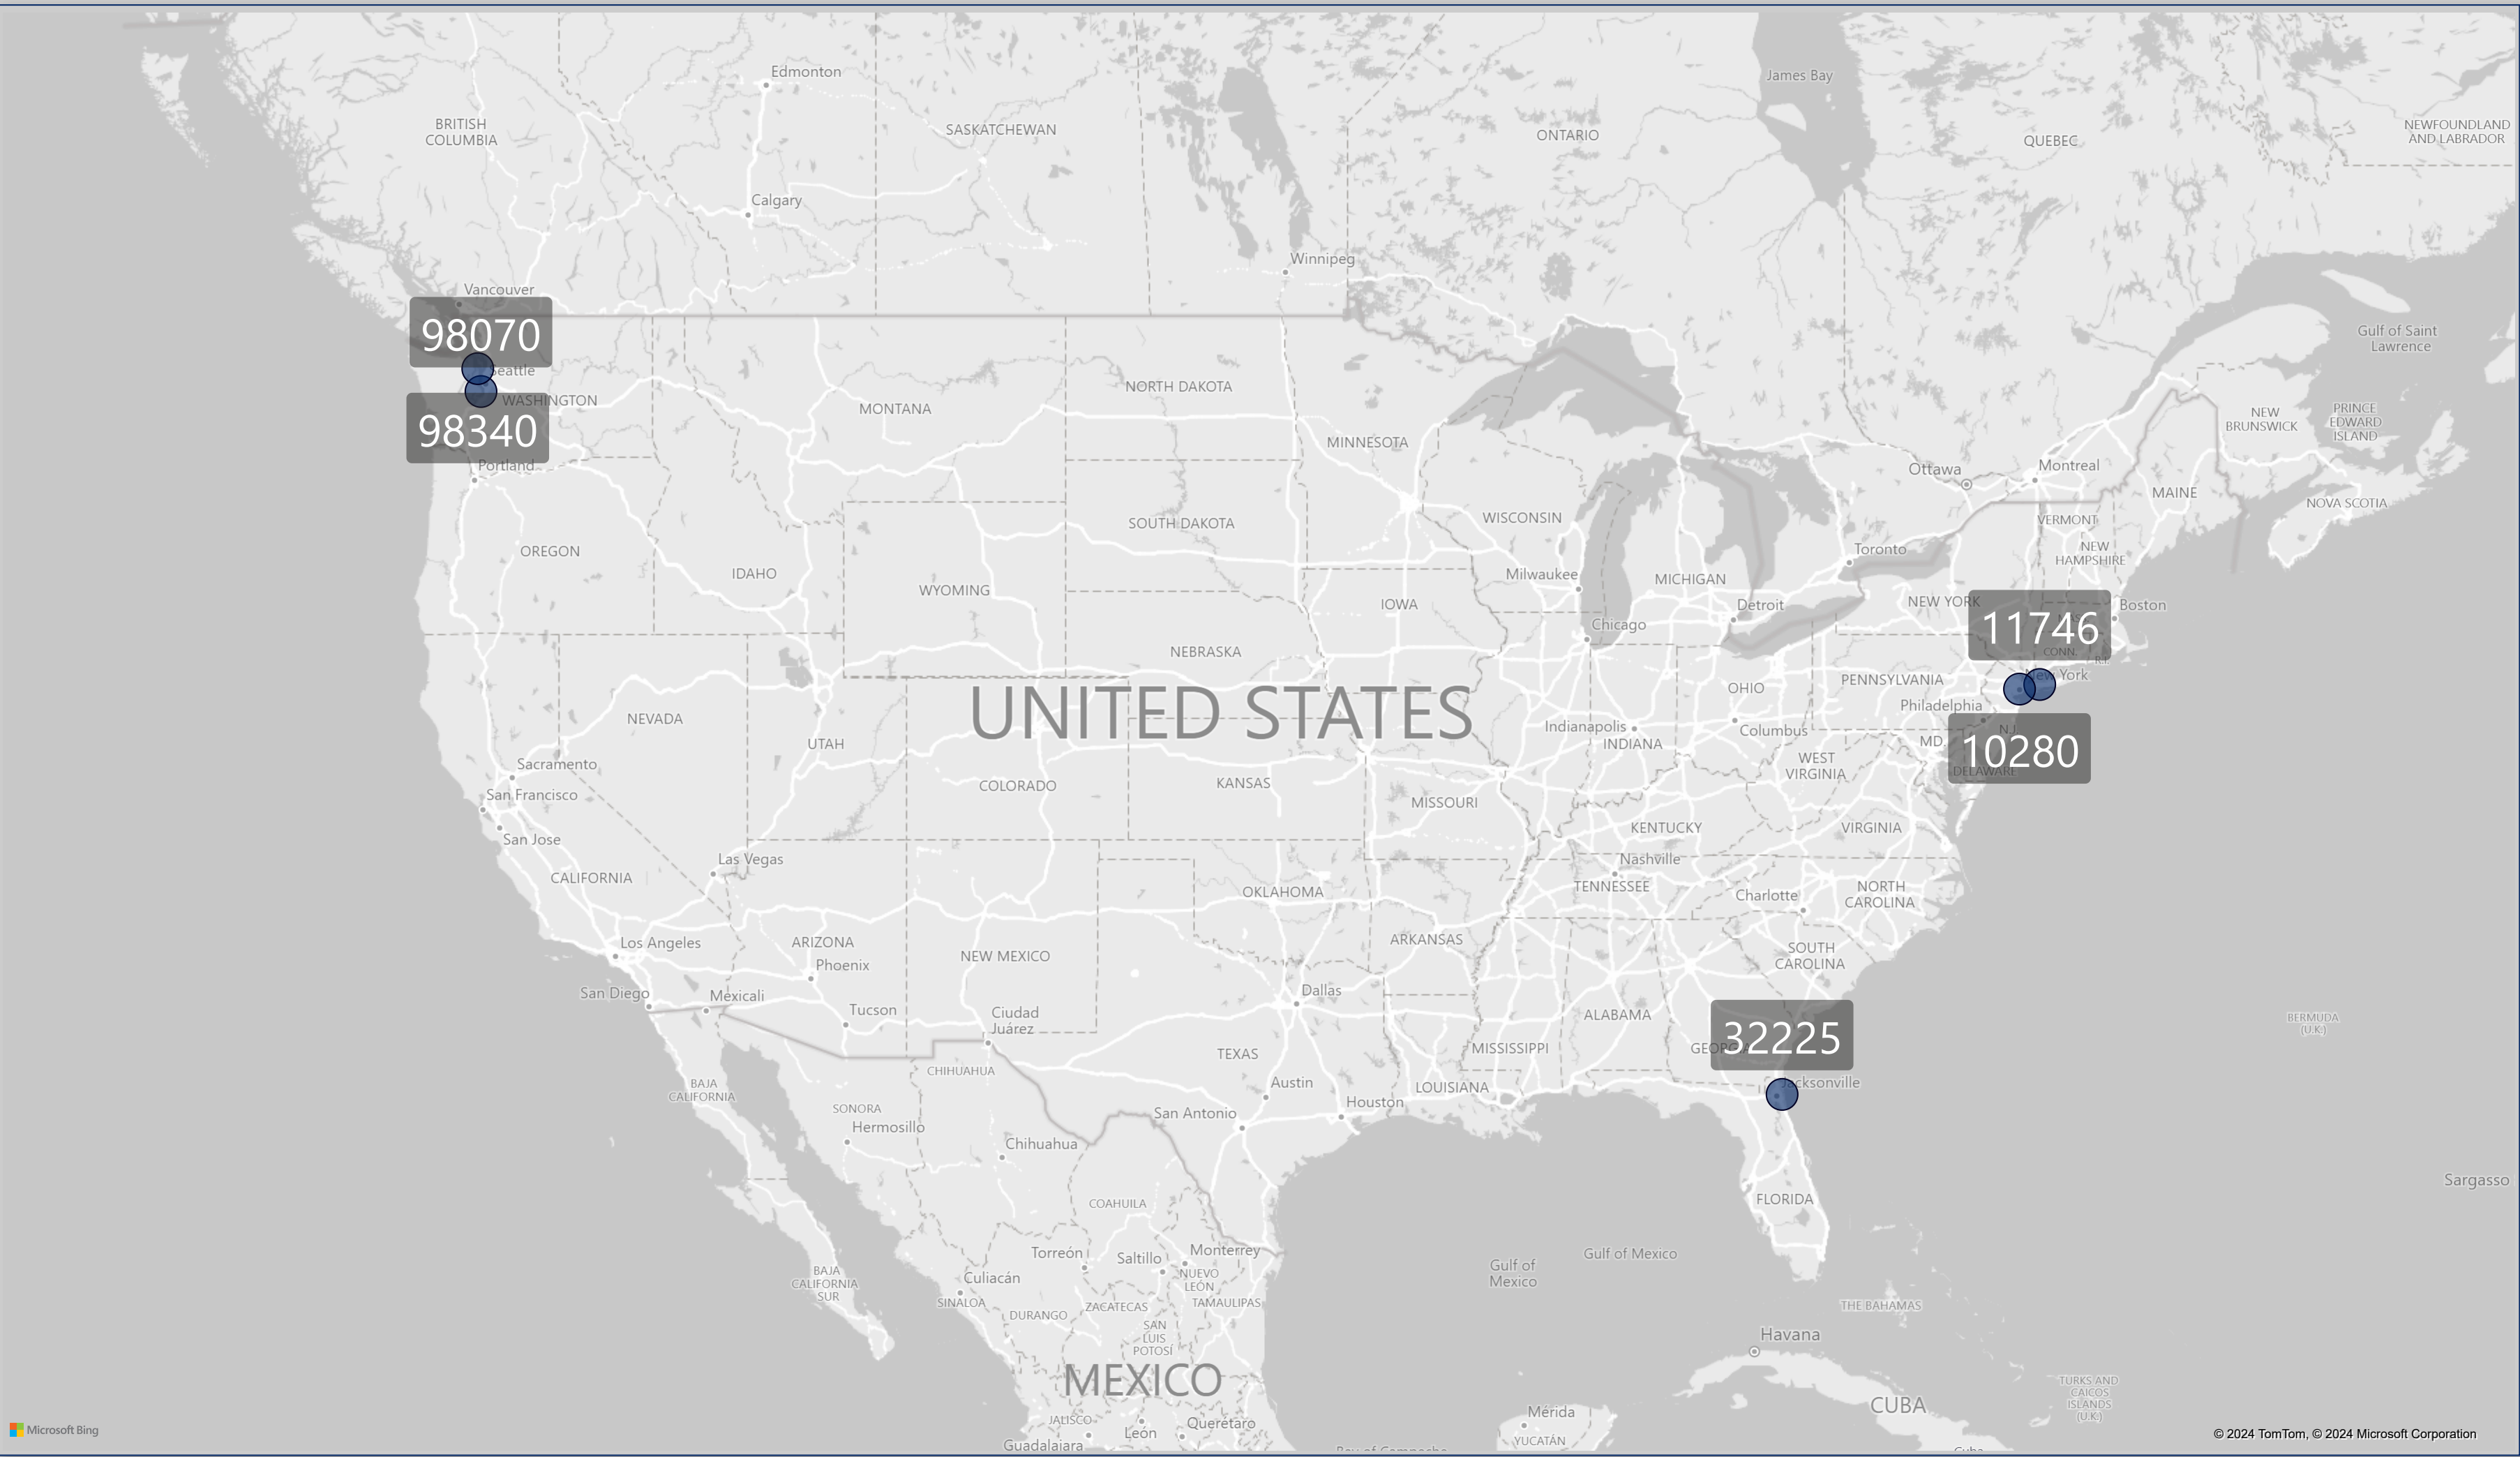 Edmonton
James Bay
BRITISH
COLUMBIA
SASKATCHEWAN
ONTARIO
QUEBEC
NEWFOUNDLAND
AND LABRADOR
Calgary
Winnipeg
Vancouver
98070
Seattle
WASHINGTON
98340
Portland
Gulf of Saint
Lawrence
MONTANA
NORTH DAKOTA
MINNESOTA
NEW
BRUNSWICK
PRINCE
EDWARD
ISLAND
Ottawa
Montreal
MAINE
NOVA SCOTIA
OREGON
IDAHO
WYOMING
SOUTH DAKOTA
WISCONSIN
VERMONT
NEW
HAMPSHIRE
Toronto
Milwaukee
MICHIGAN
Detroit
IOWA
Chicago
NEW YORK
11746
Boston
CONN.
R.I.
New York
NEBRASKA
UNITED STATES
OHIO
PENNSYLVANIA
Philadelphia
NEVADA
UTAH
Indianapolis
INDIANA
Columbus
MD.
N.J.
10280
DELAWARE
WEST
VIRGINIA
Sacramento
San Francisco
San Jose
COLORADO
KANSAS
MISSOURI
KENTUCKY
VIRGINIA
Las Vegas
CALIFORNIA
OKLAHOMA
Nashville
TENNESSEE
Charlotte
NORTH
CAROLINA
Los Angeles
ARIZONA
Phoenix
NEW MEXICO
ARKANSAS
SOUTH
CAROLINA
San Diego
Mexicali
Tucson
Ciudad
Juárez
Dallas
ALABAMA
MISSISSIPPI
GEORGIA
32225
Jacksonville
BERMUDA
(U.K.)
TEXAS
CHIHUAHUA
BAJA
CALIFORNIA
Austin
LOUISIANA
SONORA
Hermosillo
San Antonio
Houston
Chihuahua
COAHUILA
FLORIDA
Sargasso
Torreón
Saltillo
Monterrey
NUEVO
LEÓN
Gulf of
Mexico
Gulf of Mexico
BAJA
CALIFORNIA
SUR
Culiacán
SINALOA
DURANGO
ZACATECAS
TAMAULIPAS
SAN
LUIS
POTOSÍ
THE BAHAMAS
Havana
MEXICO
CUBA
TURKS AND
CAICOS
ISLANDS
(U.K.)
JALISCO
León
Querétaro
Guadalajara
Mérida
YUCATÁN
Bay of Campeche
Cuba
Microsoft Bing
© 2024 TomTom, © 2024 Microsoft Corporation